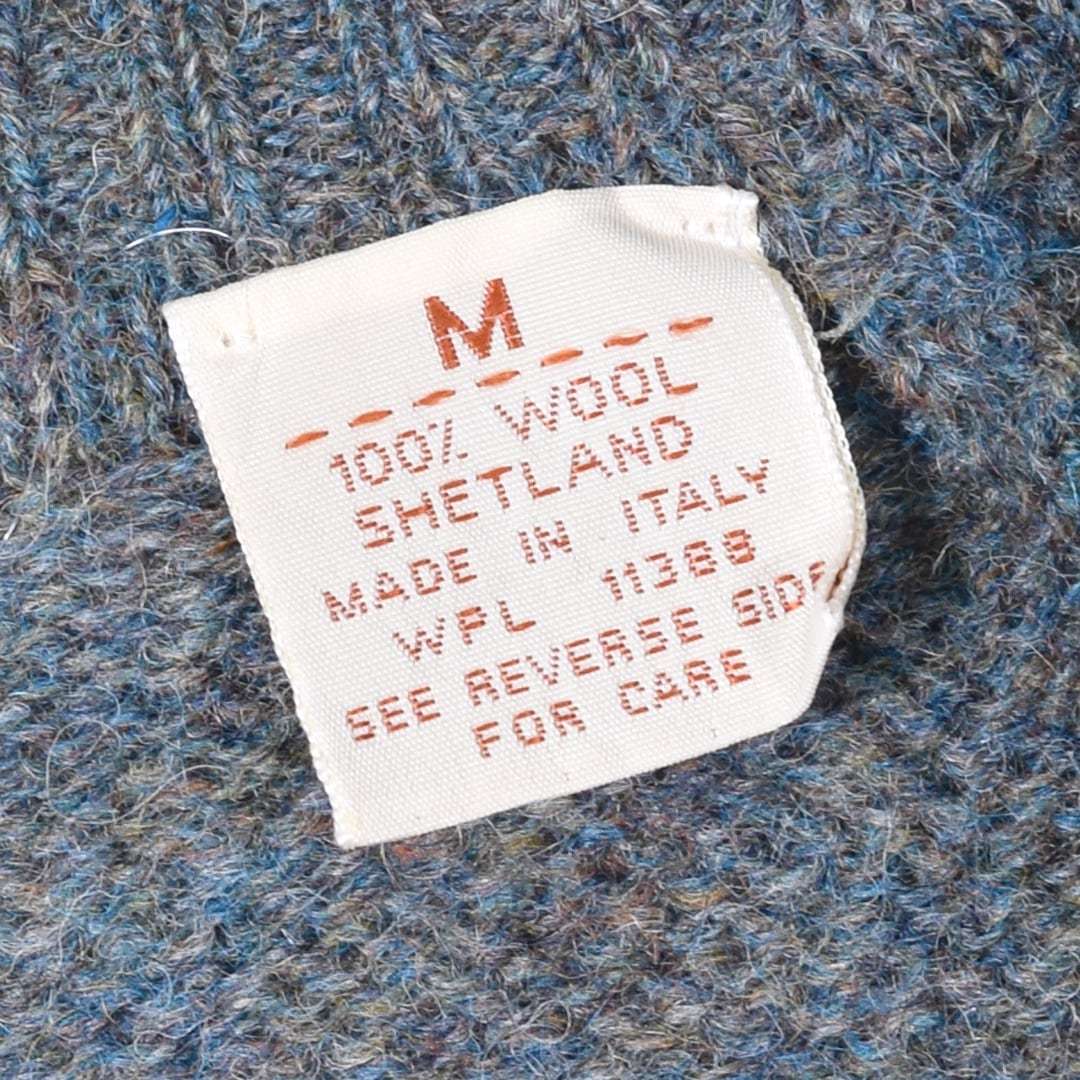 M
100% WOOL
SHETLAND
MADE IN ITALY
WPL 11388
SEE REVERSE SIDE
FOR CARE